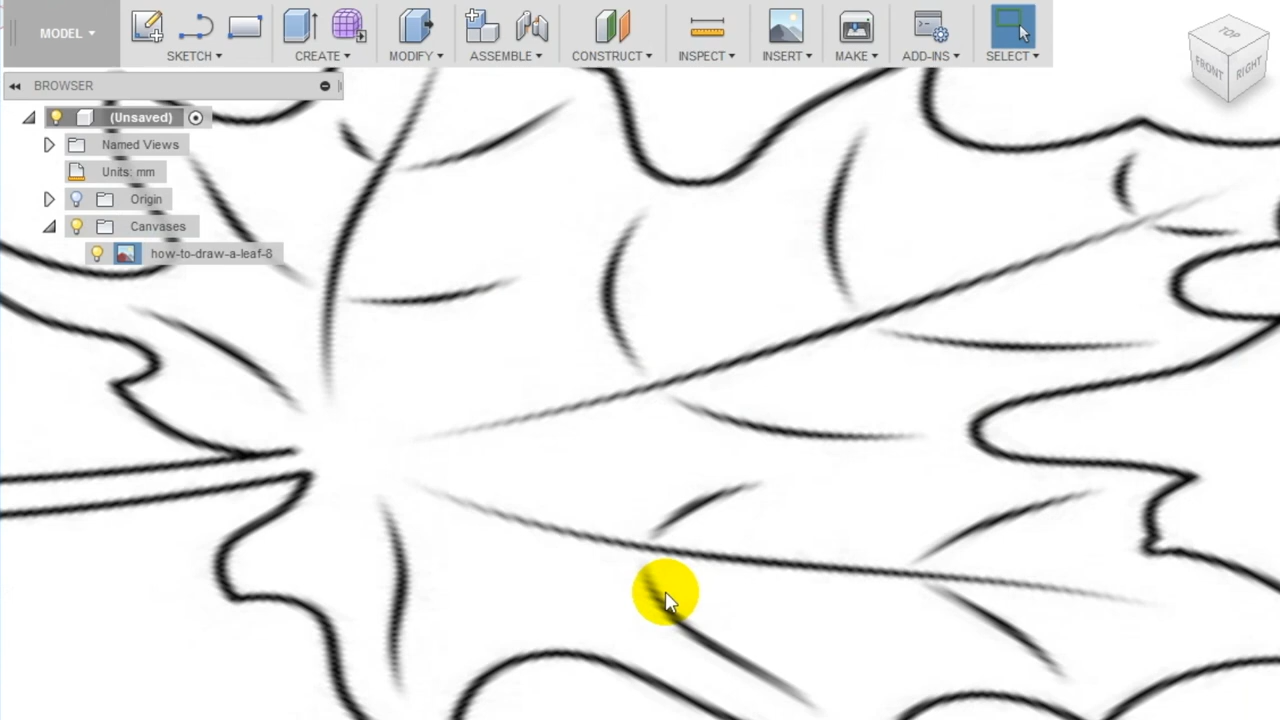 MODEL
SKETCH
CREATE
MODIFY
ASSEMBLE
CONSTRUCT
INSPECT
INSERT
MAKE
ADD-INS
SELECT
TOP
FRONT
RIGHT
BROWSER
(Unsaved)
Named Views
Units: mm
Origin
Canvases
how-to-draw-a-leaf-8